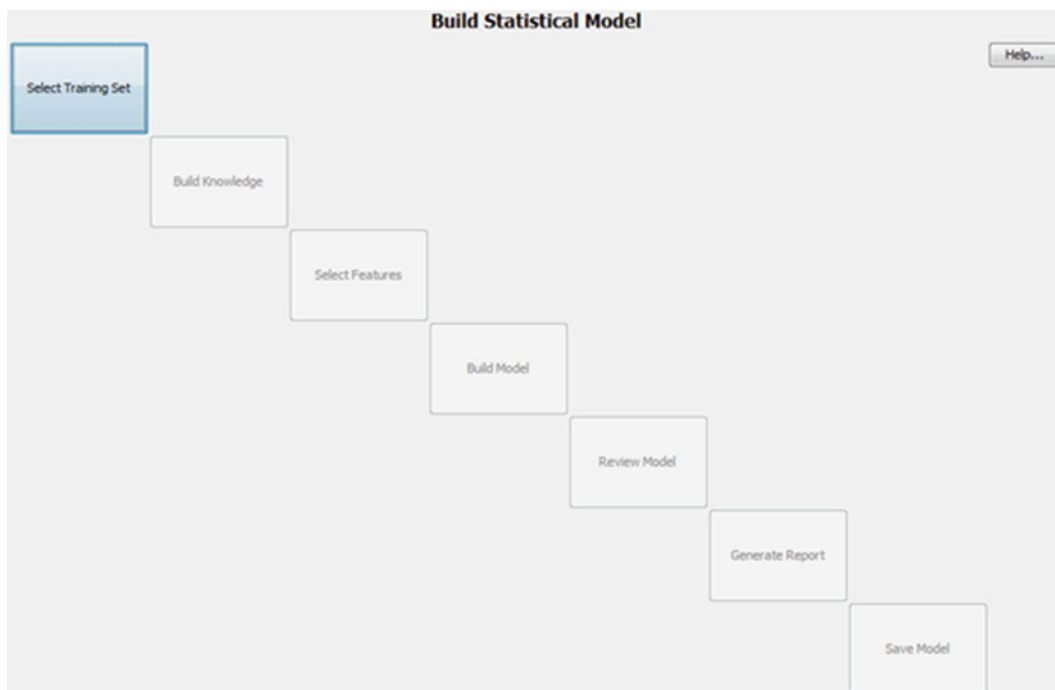 Build Statistical Model
Help...
Select Training Set
Build Knowledge
Select Features
Build Model
Review Model
Generate Report
Save Model